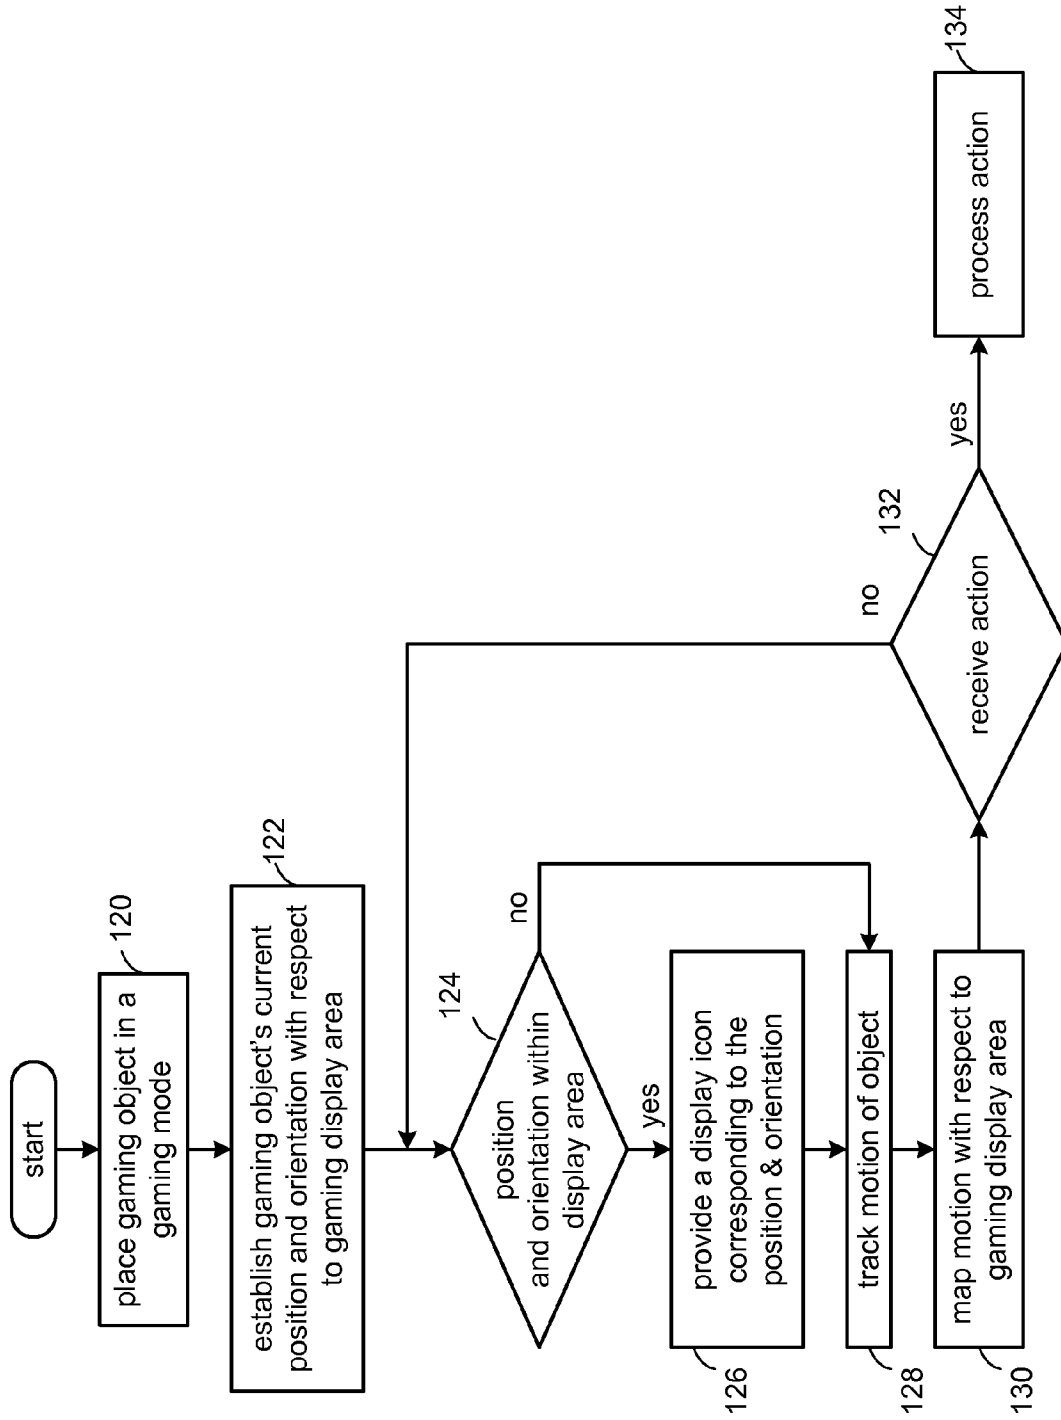 start
120
place gaming object in a
gaming mode
122
establish gaming object's current
position and orientation with respect
to gaming display area
124
position
and orientation within
display area
no
yes
126
provide a display icon
corresponding to the
position & orientation
128
track motion of object
130
map motion with respect to
gaming display area
132
receive action
no
yes
134
process action